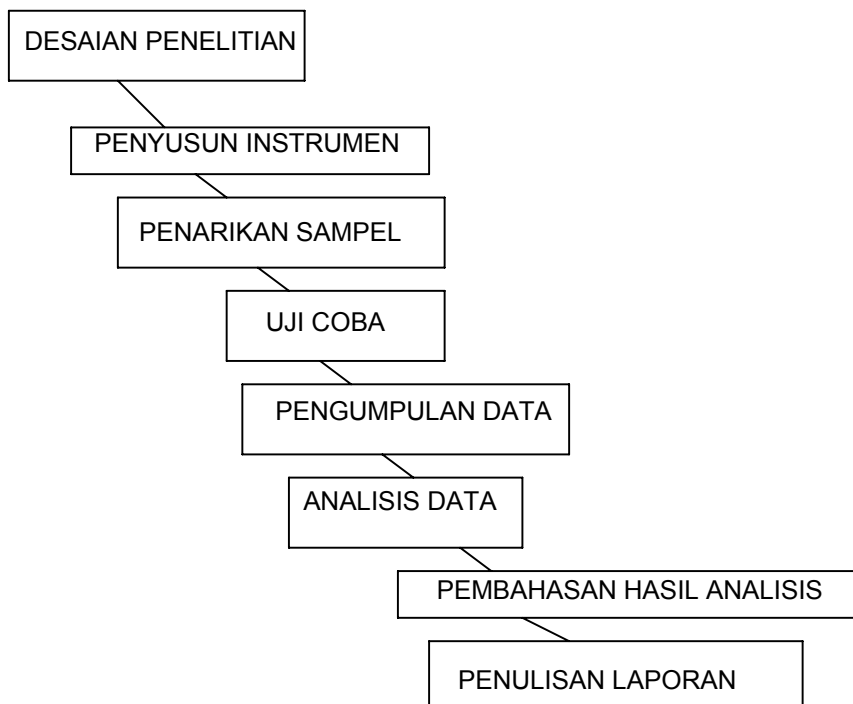 DESAIAN PENELITIAN
PENYUSUN INSTRUMEN
PENARIKAN SAMPEL
UJI COBA
PENGUMPULAN DATA
ANALISIS DATA
PEMBAHASAN HASIL ANALISIS
PENULISAN LAPORAN